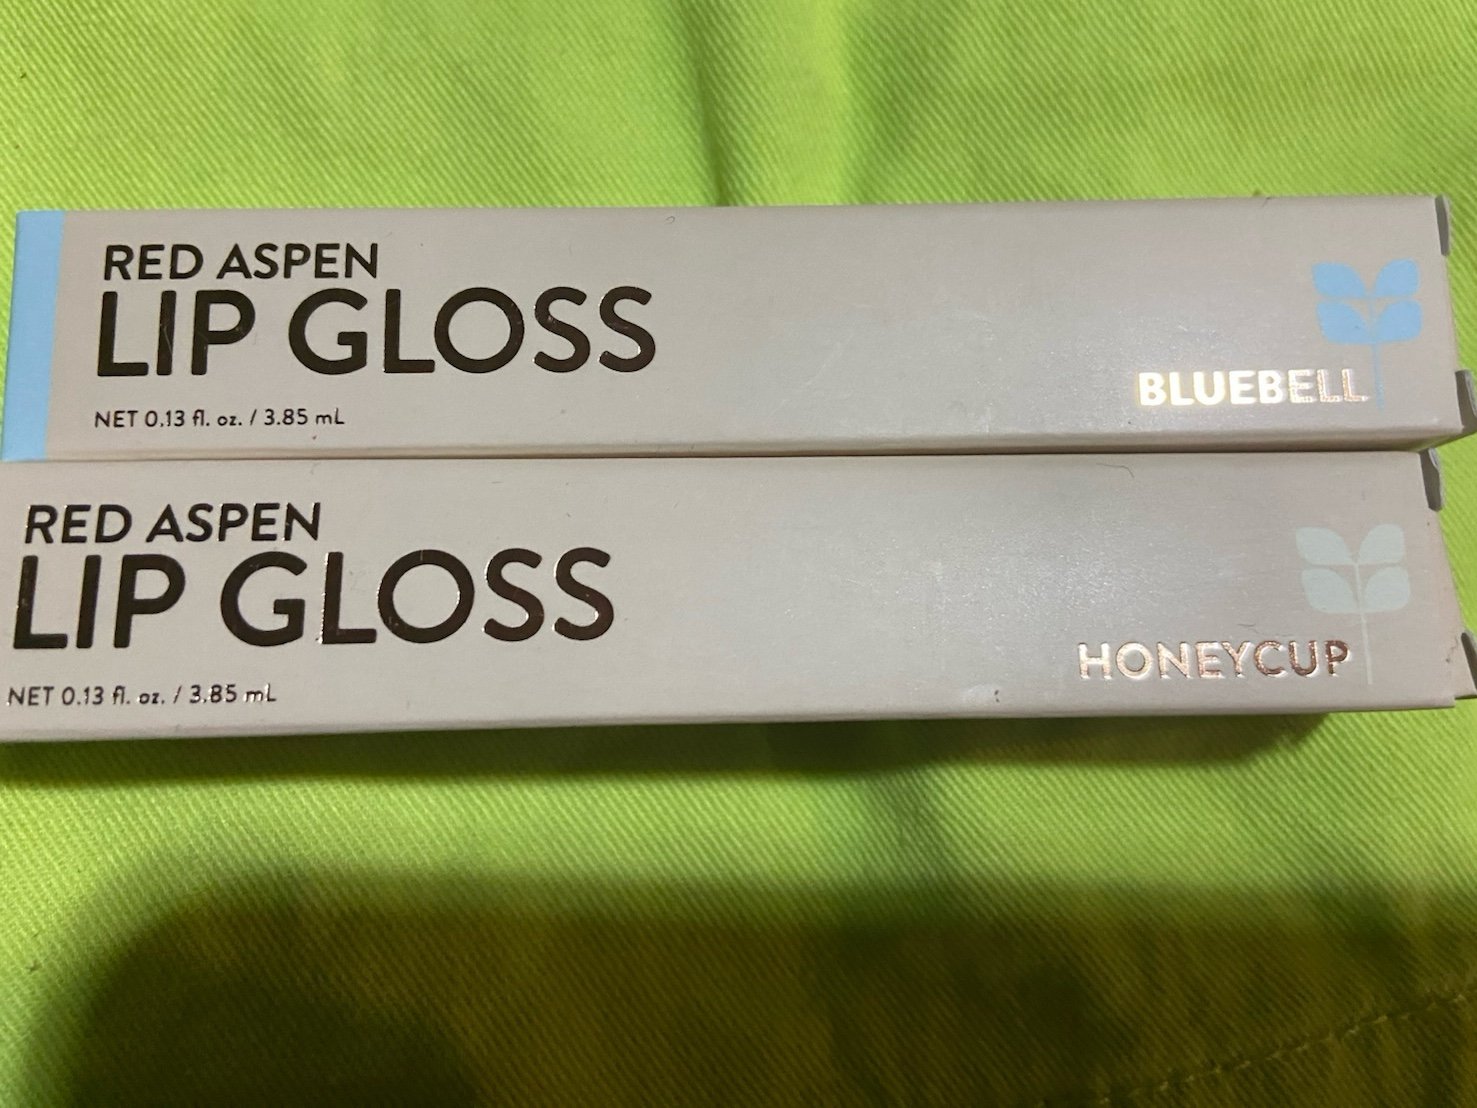 RED ASPEN
LIP GLOSS
NET 0.13 fl. oz. / 3.85 mL
BLUEBELL
RED ASPEN
LIP GLOSS
NET 0.13 fl. oz. / 3.85 mL
HONEYCUP